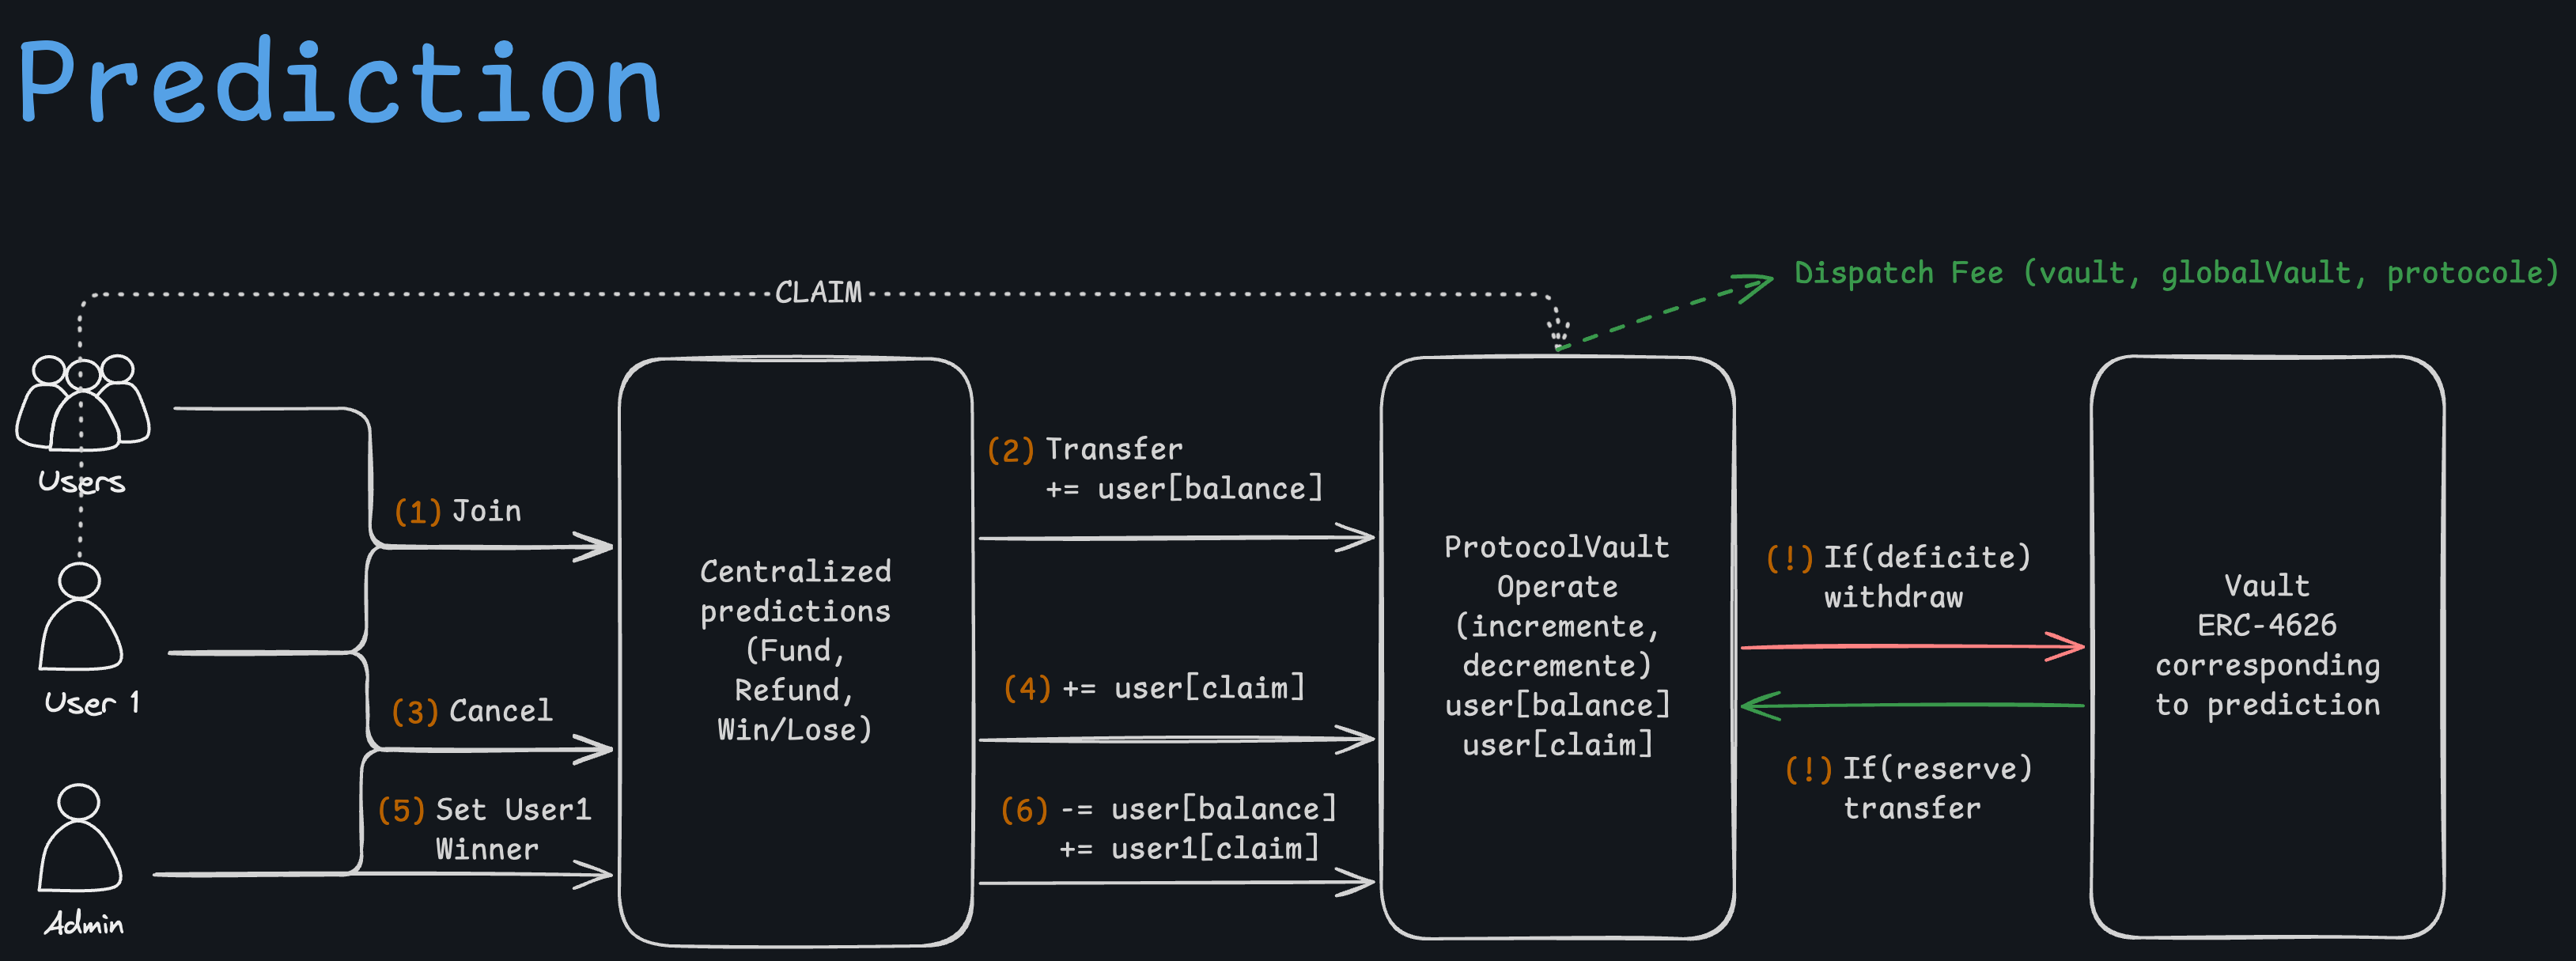 Prediction
CLAIM
Dispatch Fee (vault, globalVault, protocole)
Users
(1) Join
(2) Transfer
+= user[balance]
User 1
(3) Cancel
(4) += user[claim]
Admin
(5) Set User1
Winner
(6) -= user[balance]
+= user1[claim]
Centralized
predictions
(Fund,
Refund,
Win/Lose)
ProtocolVault
Operate
(incremente,
decremente)
user[balance]
user[claim]
(!) If(deficite)
withdraw
(!) If(reserve)
transfer
Vault
ERC-4626
corresponding
to prediction